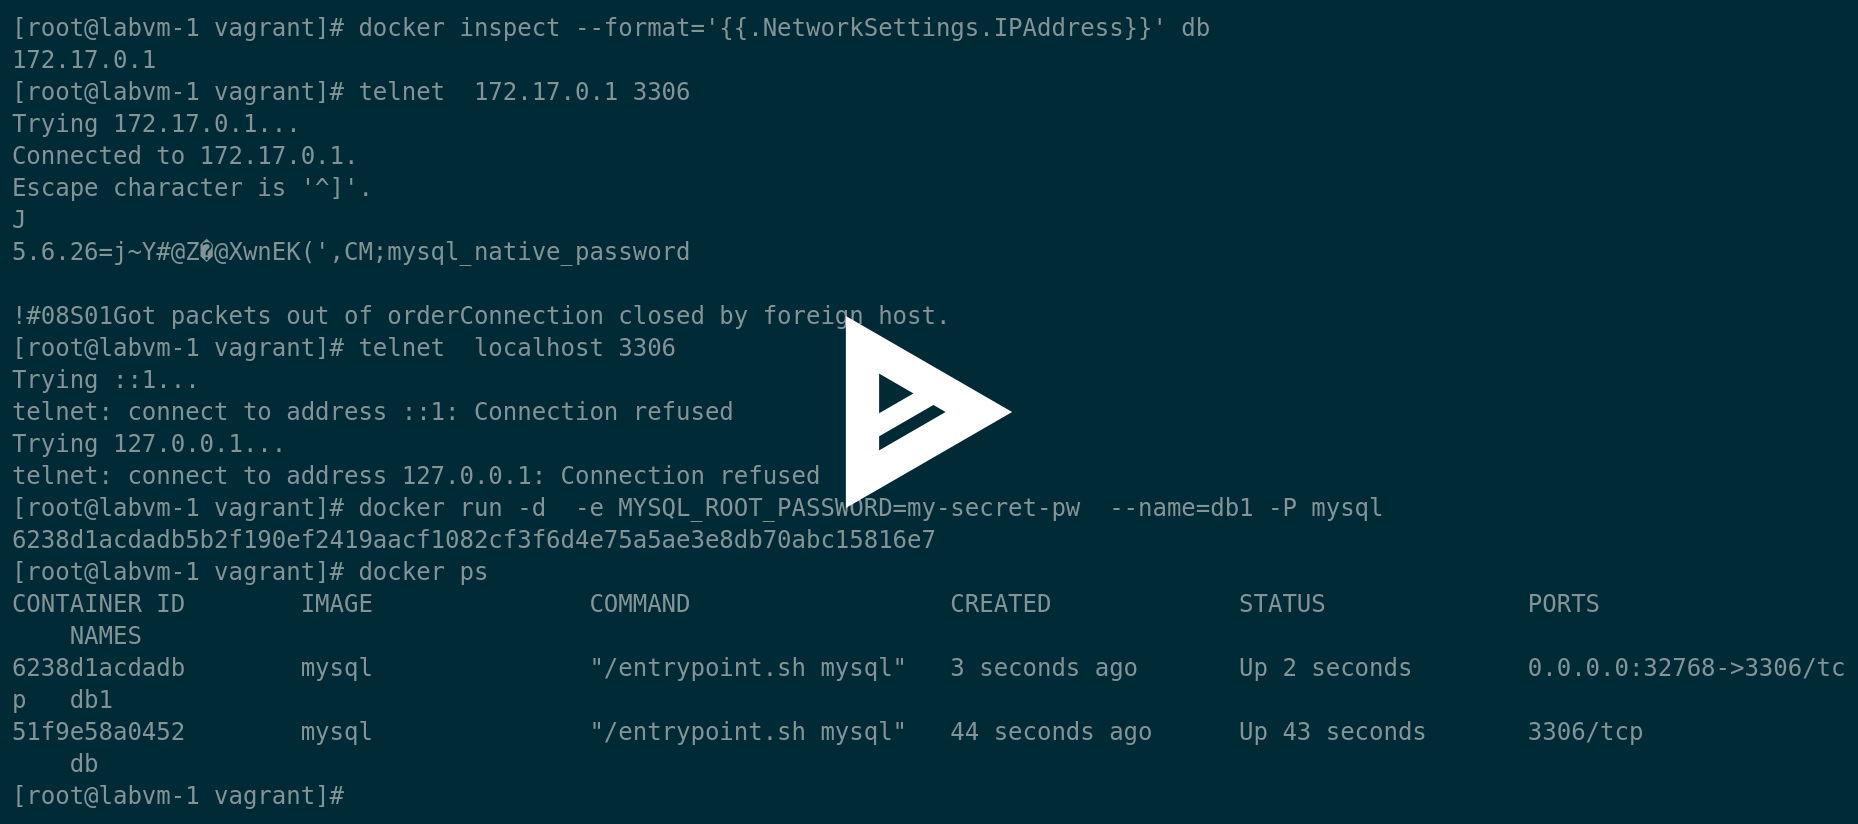 [root@labvm-1 vagrant]# docker inspect --format='{{.NetworkSettings.IPAddress}}' db
172.17.0.1
[root@labvm-1 vagrant]# telnet  172.17.0.1 3306
Trying 172.17.0.1...
Connected to 172.17.0.1.
Escape character is '^]'.
J
5.6.26=j~Y#@Z�@XwnEK(',CM;mysql_native_password

!#08S01Got packets out of orderConnection closed by foreign host.
[root@labvm-1 vagrant]# telnet  localhost 3306
Trying ::1...
telnet: connect to address ::1: Connection refused
Trying 127.0.0.1...
telnet: connect to address 127.0.0.1: Connection refused
[root@labvm-1 vagrant]# docker run -d  -e MYSQL_ROOT_PASSWORD=my-secret-pw  --name=db1 -P mysql
6238d1acdadb5b2f190ef2419aacf1082cf3f6d4e75a5ae3e8db70abc15816e7
[root@labvm-1 vagrant]# docker ps
CONTAINER ID        IMAGE               COMMAND                  CREATED             STATUS              PORTS
    NAMES
6238d1acdadb        mysql               "/entrypoint.sh mysql"   3 seconds ago       Up 2 seconds        0.0.0.0:32768->3306/tc
p   db1
51f9e58a0452        mysql               "/entrypoint.sh mysql"   44 seconds ago      Up 43 seconds       3306/tcp
    db
[root@labvm-1 vagrant]#